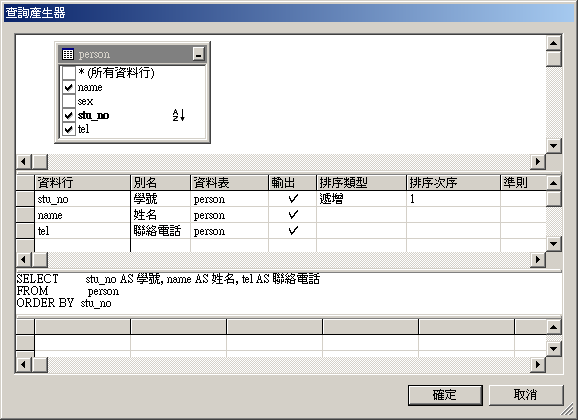 查詢產生器
person
* (所有資料行)
name
sex
stu_no
tel
資料行 別名 資料表 輸出 排序類型 排序次序 準則
stu_no 學號 person 遞增 1
name 姓名 person
tel 聯絡電話 person
SELECT stu_no AS 學號, name AS 姓名, tel AS 聯絡電話
FROM person
ORDER BY stu_no
確定 取消